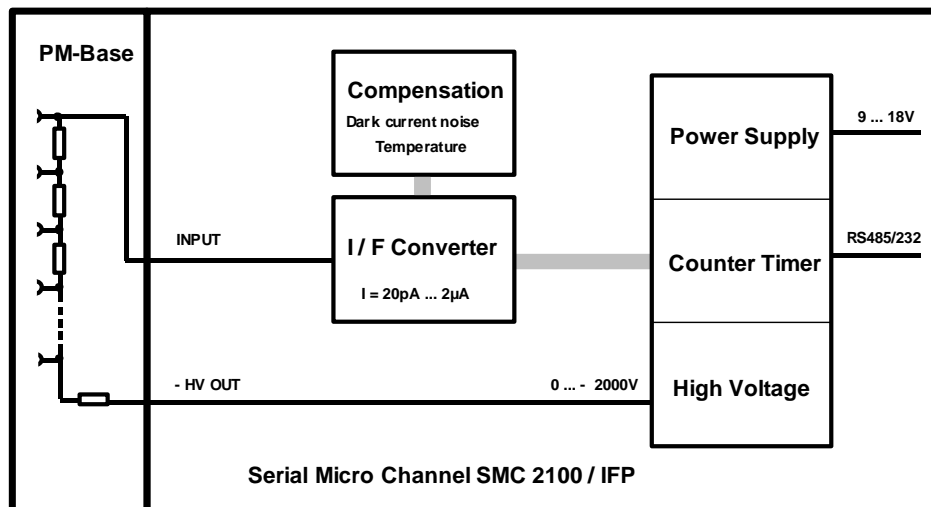 PM-Base
Compensation
Dark current noise
Temperature
9 ... 18V
Power Supply
INPUT
I / F Converter
I = 20pA ... 2µA
RS485/232
Counter Timer
- HV OUT
0 ... - 2000V
High Voltage
Serial Micro Channel SMC 2100 / IFP